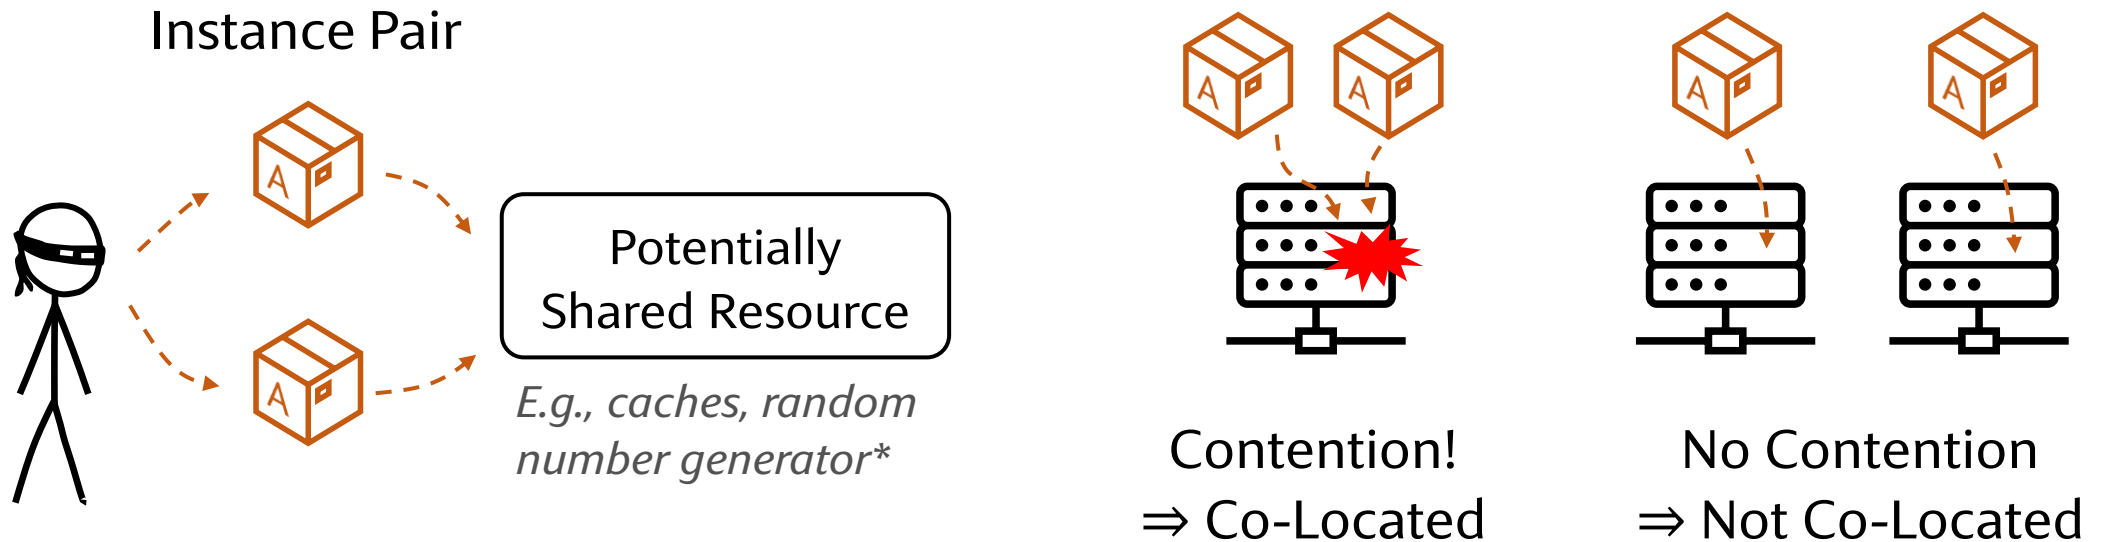 Instance Pair
A
A
Potentially
Shared Resource
E.g., caches, random
number generator*
A
A
Contention!
⇒ Co-Located
A
A
No Contention
⇒ Not Co-Located